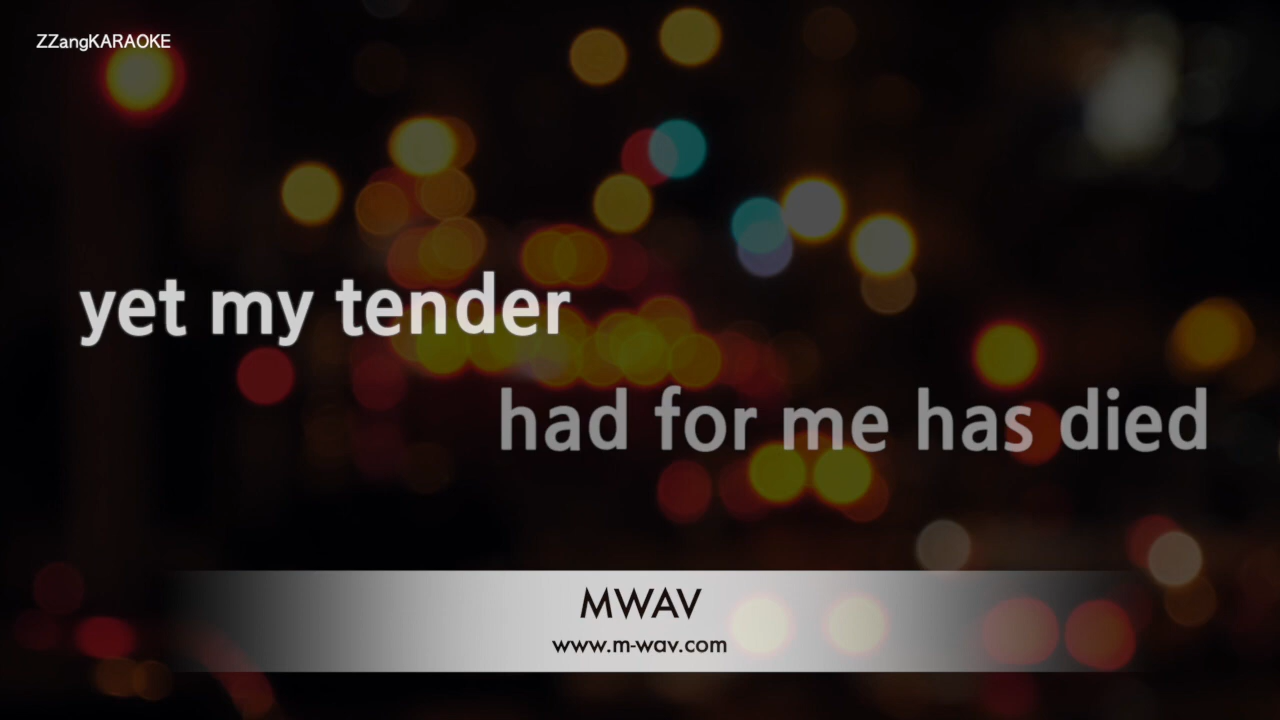 ZZangKARAOKE
yet my tender
had for me has died
MWAV
www.m-wav.com